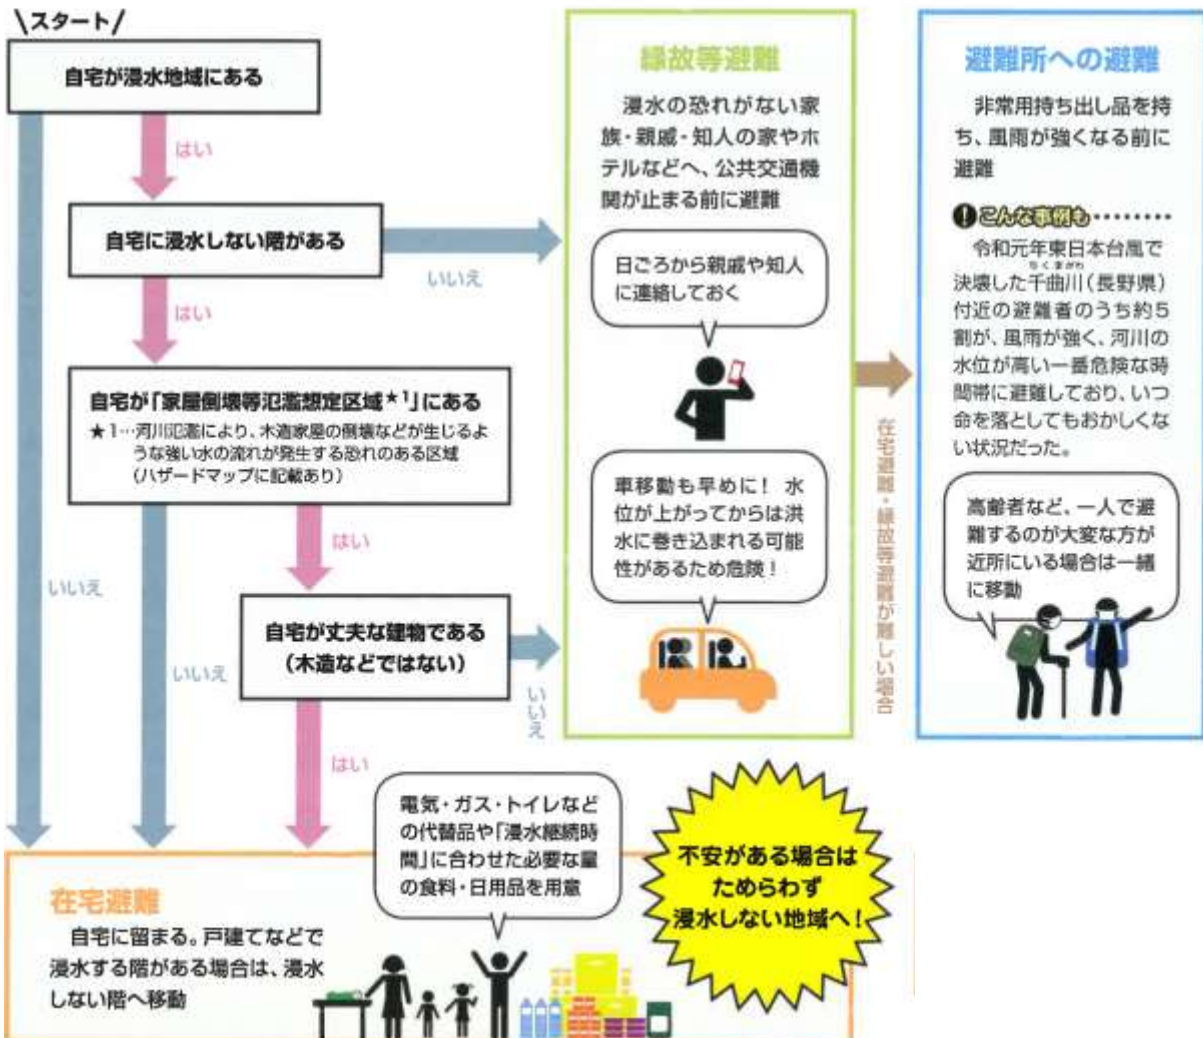 \スタート/
自宅が浸水地域にある
はい
自宅に浸水しない階がある
いいえ
はい
自宅が「家屋倒壊等氾濫想定区域★1」にある
★1…河川氾濫により、木造家屋の倒壊などが生じるよ
うな強い水の流れが発生する恐れのある区域
(ハザードマップに記載あり)
はい
いいえ
いいえ
自宅が丈夫な建物である
(木造などではない)
いいえ
はい
縁故等避難
浸水の恐れがない家
族・親戚・知人の家やホ
テルなどへ、公共交通機
関が止まる前に避難
日ごろから親戚や知人
に連絡しておく
車移動も早めに! 水
位が上がってからは洪
水に巻き込まれる可能
性があるため危険!
在宅避難・縁故等避難が難しい場合
避難所への避難
非常用持ち出し品を持
ち、風雨が強くなる前に
避難
!こんな事例も・・・・・・・・
令和元年東日本台風で
ちくまがわ
決壊した千曲川(長野県)
付近の避難者のうち約5
割が、風雨が強く、河川の
水位が高い一番危険な時
間帯に避難しており、いつ
命を落としてもおかしくな
い状況だった。
高齢者など、一人で避
難するのが大変な方が
近所にいる場合は一緒
に移動
在宅避難
自宅に留まる。戸建てなどで
浸水する階がある場合は、浸水
しない階へ移動
電気・ガス・トイレなど
の代替品や「浸水継続時
間」に合わせた必要な量
の食料・日用品を用意
不安がある場合は
ためらわず
浸水しない地域へ!